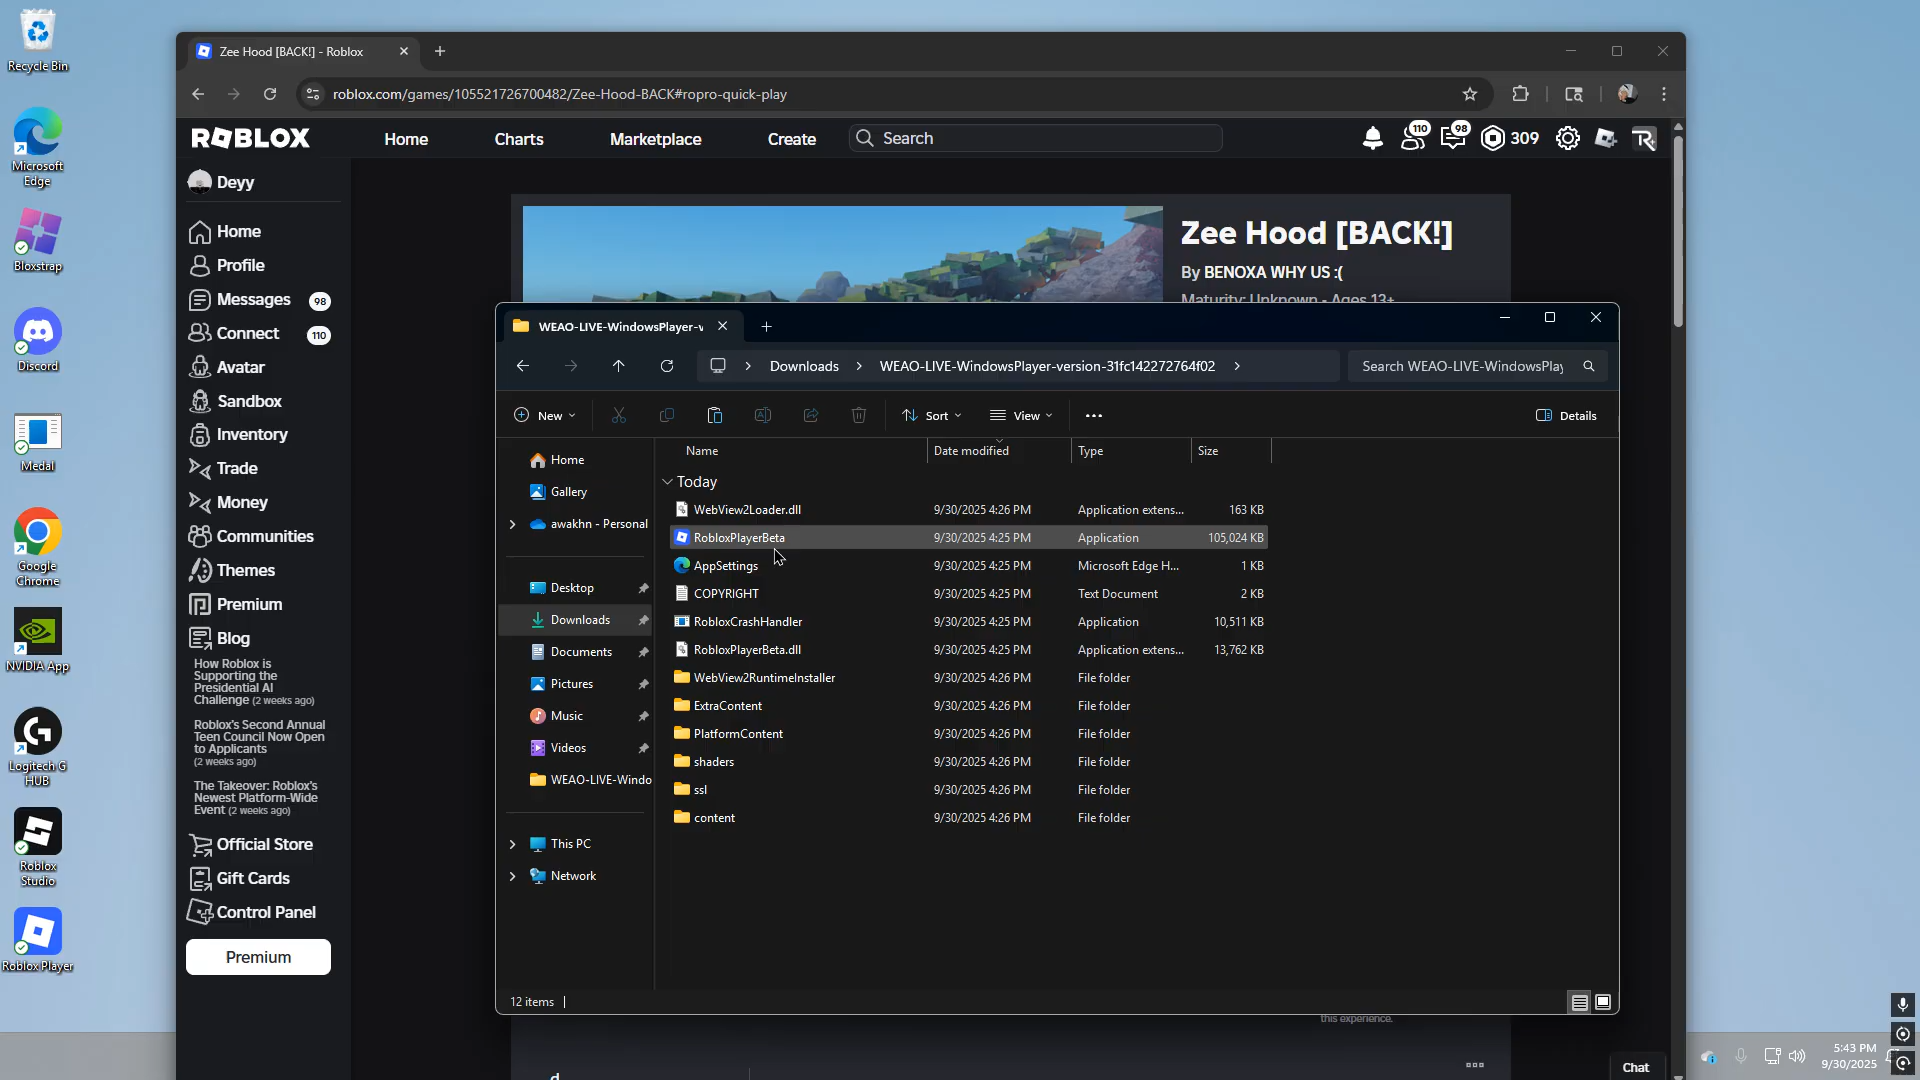 Recycle Bin
Microsoft
Edge
Bloxstrap
Discord
Medal
Google
Chrome
NVIDIA App
Logitech G
HUB
Roblox
Studio
Roblox Player
Zee Hood [BACK!] - Roblox
roblox.com/games/105521726700482/Zee-Hood-BACK#ropro-quick-play
ROBLOX
Home
Charts
Marketplace
Create
Search
110
98
309
Deyy
Home
Profile
Messages 98
Connect 110
Avatar
Sandbox
Inventory
Trade
Money
Communities
Themes
Premium
Blog
How Roblox is
Supporting the
Presidential AI
Challenge (2 weeks ago)
Roblox's Second Annual
Teen Council Now Open
to Applicants
(2 weeks ago)
The Takeover: Roblox's
Newest Platform-Wide
Event (2 weeks ago)
Official Store
Gift Cards
Control Panel
Premium
Zee Hood [BACK!]
By BENOXA WHY US :(
Maturity: Unknown - Ages 13+
WEAO-LIVE-WindowsPlayer-v
Downloads > WEAO-LIVE-WindowsPlayer-version-31fc142272764f02 >
Search WEAO-LIVE-WindowsPlay
New
Sort
View
Details
Home
Gallery
awakhn - Personal
Desktop
Downloads
Documents
Pictures
Music
Videos
WEAO-LIVE-Windo
This PC
Network
Name Date modified Type Size
Today
WebView2Loader.dll 9/30/2025 4:26 PM Application extens... 163 KB
RobloxPlayerBeta 9/30/2025 4:25 PM Application 105,024 KB
AppSettings 9/30/2025 4:25 PM Microsoft Edge H... 1 KB
COPYRIGHT 9/30/2025 4:25 PM Text Document 2 KB
RobloxCrashHandler 9/30/2025 4:25 PM Application 10,511 KB
RobloxPlayerBeta.dll 9/30/2025 4:25 PM Application extens... 13,762 KB
WebView2RuntimeInstaller 9/30/2025 4:26 PM File folder
ExtraContent 9/30/2025 4:26 PM File folder
PlatformContent 9/30/2025 4:26 PM File folder
shaders 9/30/2025 4:26 PM File folder
ssl 9/30/2025 4:26 PM File folder
content 9/30/2025 4:26 PM File folder
12 items
this experience.
Chat
5:43 PM
9/30/2025